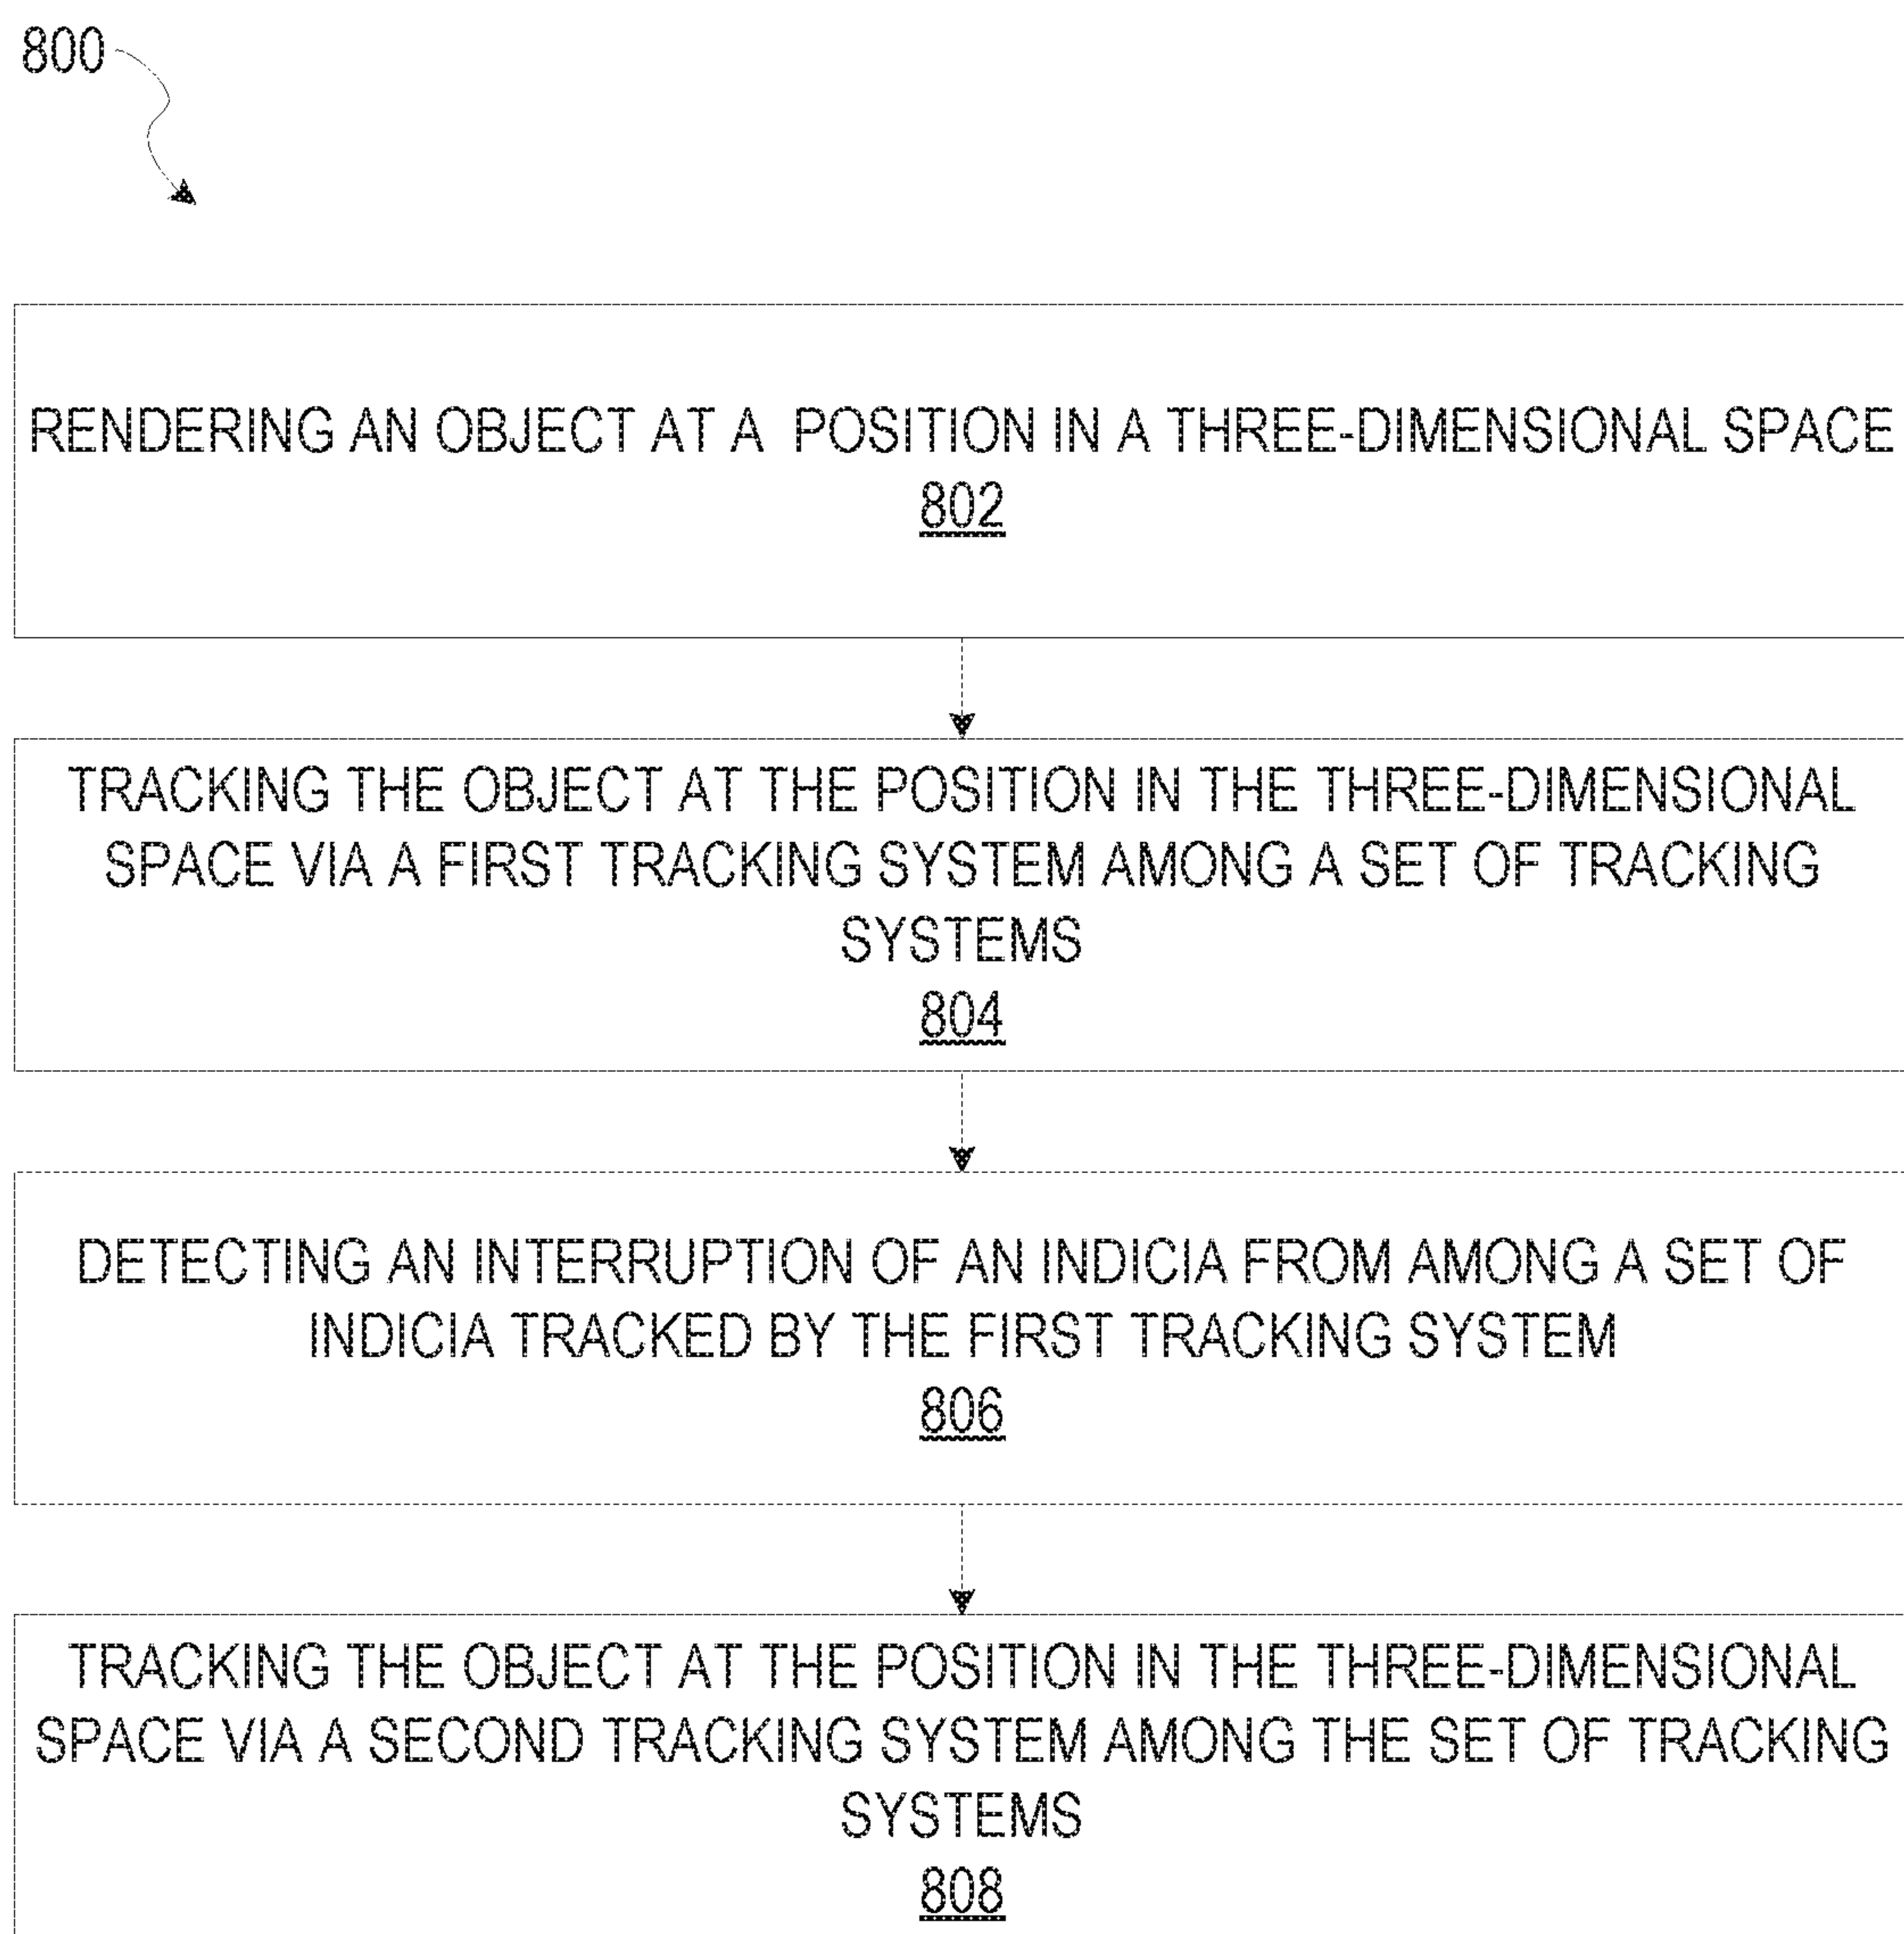 800
RENDERING AN OBJECT AT A POSITION IN A THREE-DIMENSIONAL SPACE
802
TRACKING THE OBJECT AT THE POSITION IN THE THREE-DIMENSIONAL
SPACE VIA A FIRST TRACKING SYSTEM AMONG A SET OF TRACKING
SYSTEMS
804
DETECTING AN INTERRUPTION OF AN INDICIA FROM AMONG A SET OF
INDICIA TRACKED BY THE FIRST TRACKING SYSTEM
806
TRACKING THE OBJECT AT THE POSITION IN THE THREE-DIMENSIONAL
SPACE VIA A SECOND TRACKING SYSTEM AMONG THE SET OF TRACKING
SYSTEMS
808